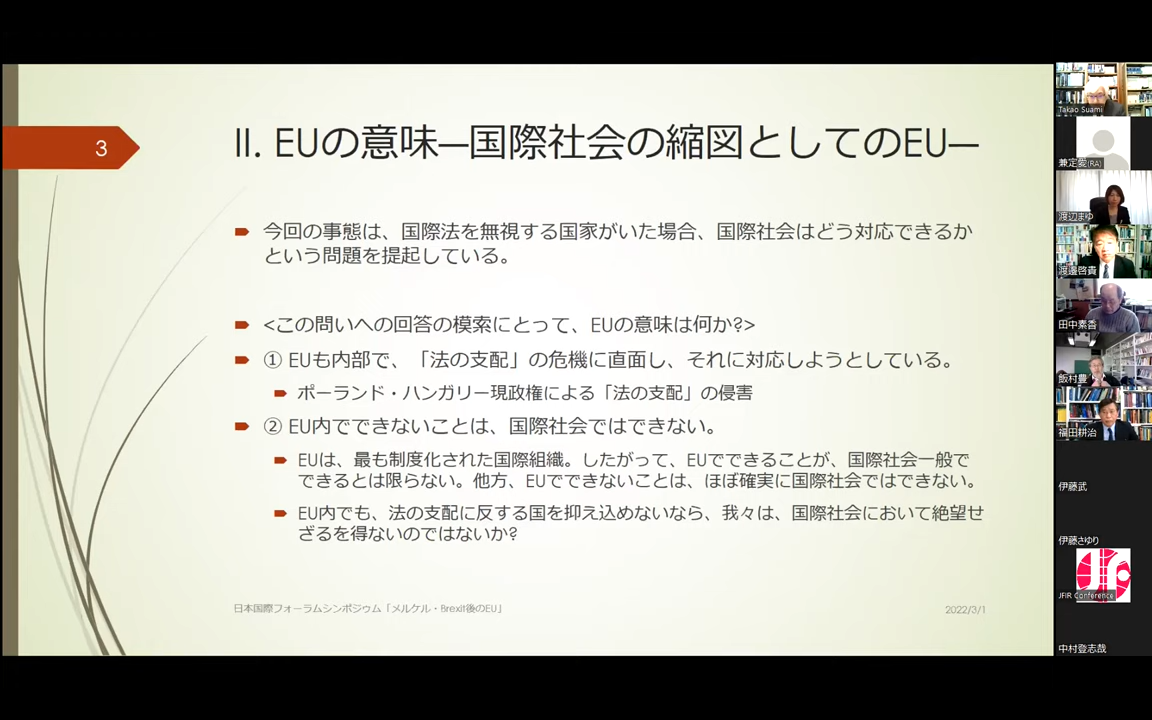 3
II. EUの意味―国際社会の縮図としてのEU―
今回の事態は、国際法を無視する国家がいた場合、国際社会はどう対応できるか
という問題を提起している。
<この問いへの回答の模索にとって、EUの意味は何か?>
① EUも内部で、「法の支配」の危機に直面し、それに対応しようとしている。
ポーランド・ハンガリー現政権による「法の支配」の侵害
② EU内でできないことは、国際社会ではできない。
EUは、最も制度化された国際組織。したがって、EUでできることが、国際社会一般で
できるとは限らない。他方、EUでできないことは、ほぼ確実に国際社会ではできない。
EU内でも、法の支配に反する国を抑え込めないなら、我々は、国際社会において絶望せ
ざるを得ないのではないか?
日本国際フォーラムシンポジウム「メルケル・Brexit後のEU」
2022/3/1
Takao Suami
兼定愛(RA)
渡辺まゆ
渡邊啓貴
田中素香
飯村豊
福田耕治
伊藤武
伊藤さゆり
JFIR Conference
中村登志哉